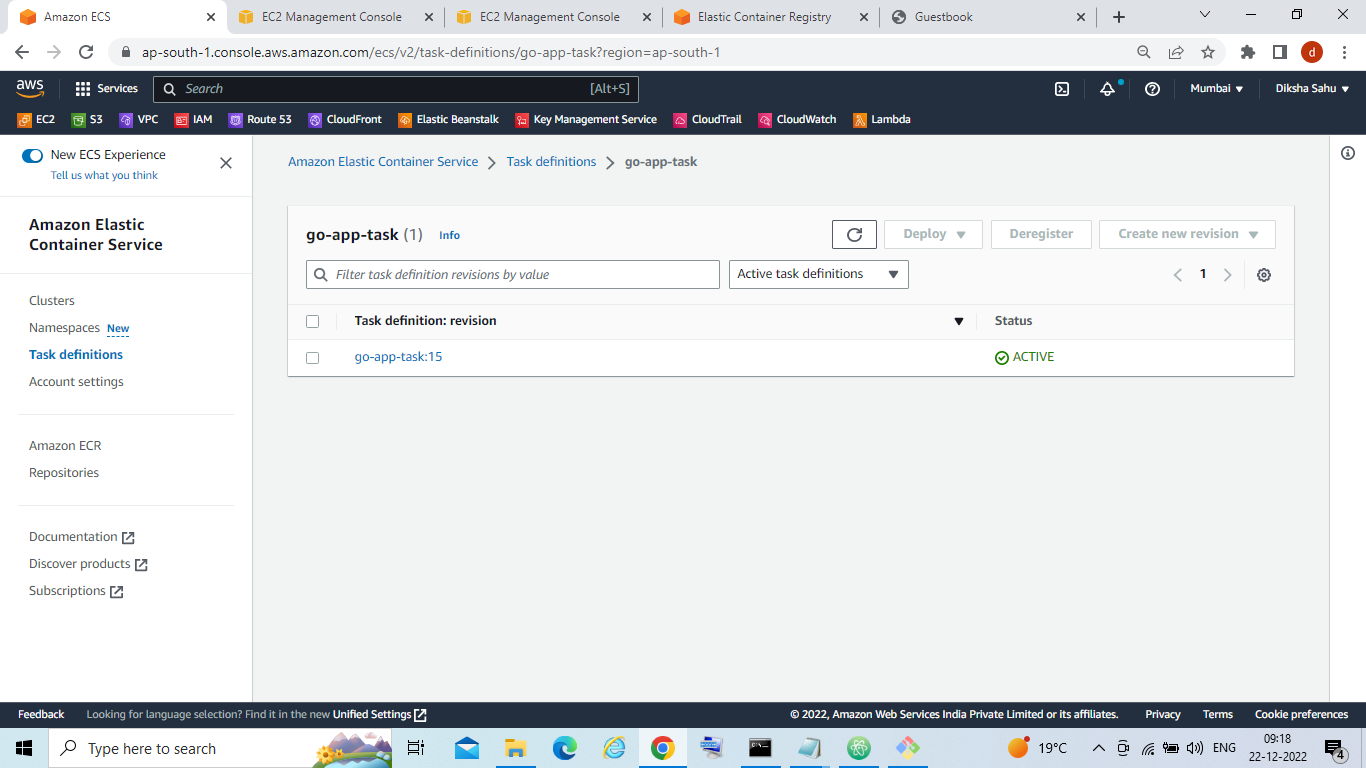 Amazon ECS
EC2 Management Console
EC2 Management Console
Elastic Container Registry
Guestbook
ap-south-1.console.aws.amazon.com/ecs/v2/task-definitions/go-app-task?region=ap-south-1
d
aws
Services
Search
[Alt+S]
Mumbai
Diksha Sahu
EC2
S3
VPC
IAM
Route 53
CloudFront
Elastic Beanstalk
Key Management Service
CloudTrail
CloudWatch
Lambda
New ECS Experience
Tell us what you think
Amazon Elastic
Container Service
Clusters
Namespaces New
Task definitions
Account settings
Amazon ECR
Repositories
Documentation
Discover products
Subscriptions
Amazon Elastic Container Service
Task definitions
go-app-task
go-app-task (1) Info
Deploy
Deregister
Create new revision
Filter task definition revisions by value
Active task definitions
1
Task definition: revision
Status
go-app-task:15
ACTIVE
Feedback
Looking for language selection? Find it in the new Unified Settings
© 2022, Amazon Web Services India Private Limited or its affiliates.
Privacy
Terms
Cookie preferences
Type here to search
19°C
ENG
09:18
22-12-2022
4